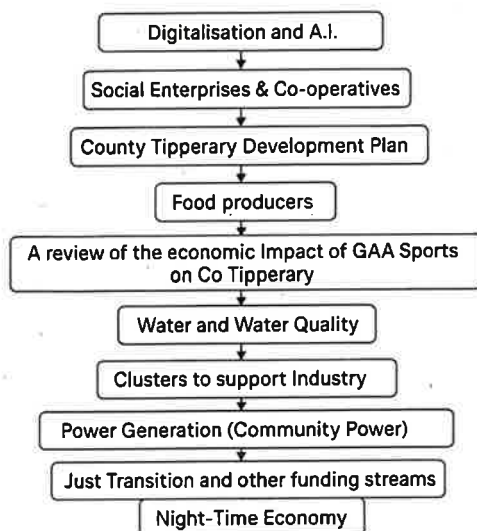 Digitalisation and A.I.
Social Enterprises & Co-operatives
County Tipperary Development Plan
Food producers
A review of the economic Impact of GAA Sports
on Co Tipperary
Water and Water Quality
Clusters to support Industry
Power Generation (Community Power)
Just Transition and other funding streams
Night-Time Economy